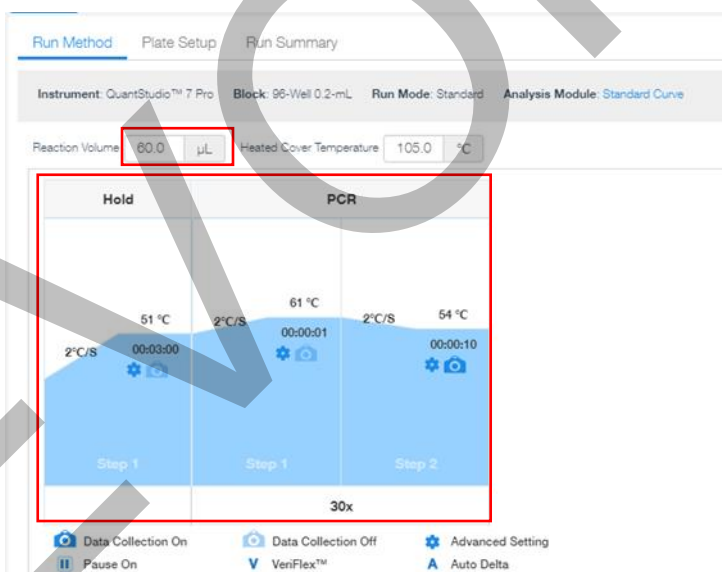 Run Method Plate Setup Run Summary
Instrument: QuantStudio™ 7 Pro Block: 96-Well 0.2-mL Run Mode: Standard Analysis Module: Standard Curve
Reaction Volume 60.0 µL Heated Cover Temperature 105.0 °C
Hold PCR
61 °C
51 °C 2°C/S 2°C/S 54 °C
00:00:01
2°C/S 00:03:00 00:00:10
Step 1 Step 1 Step 2
30x
Data Collection On Data Collection Off Advanced Setting
Pause On V VeriFlex™ A Auto Delta